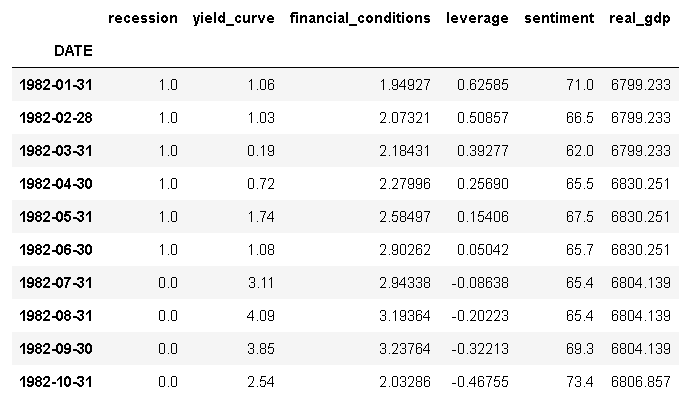 recession yield_curve financial_conditions leverage sentiment real_gdp
DATE
1982-01-31 1.0 1.06 1.94927 0.62585 71.0 6799.233
1982-02-28 1.0 1.03 2.07321 0.50857 66.5 6799.233
1982-03-31 1.0 0.19 2.18431 0.39277 62.0 6799.233
1982-04-30 1.0 0.72 2.27996 0.25690 65.5 6830.251
1982-05-31 1.0 1.74 2.58497 0.15406 67.5 6830.251
1982-06-30 1.0 1.08 2.90262 0.05042 65.7 6830.251
1982-07-31 0.0 3.11 2.94338 -0.08638 65.4 6804.139
1982-08-31 0.0 4.09 3.19364 -0.20223 65.4 6804.139
1982-09-30 0.0 3.85 3.23764 -0.32213 69.3 6804.139
1982-10-31 0.0 2.54 2.03286 -0.46755 73.4 6806.857